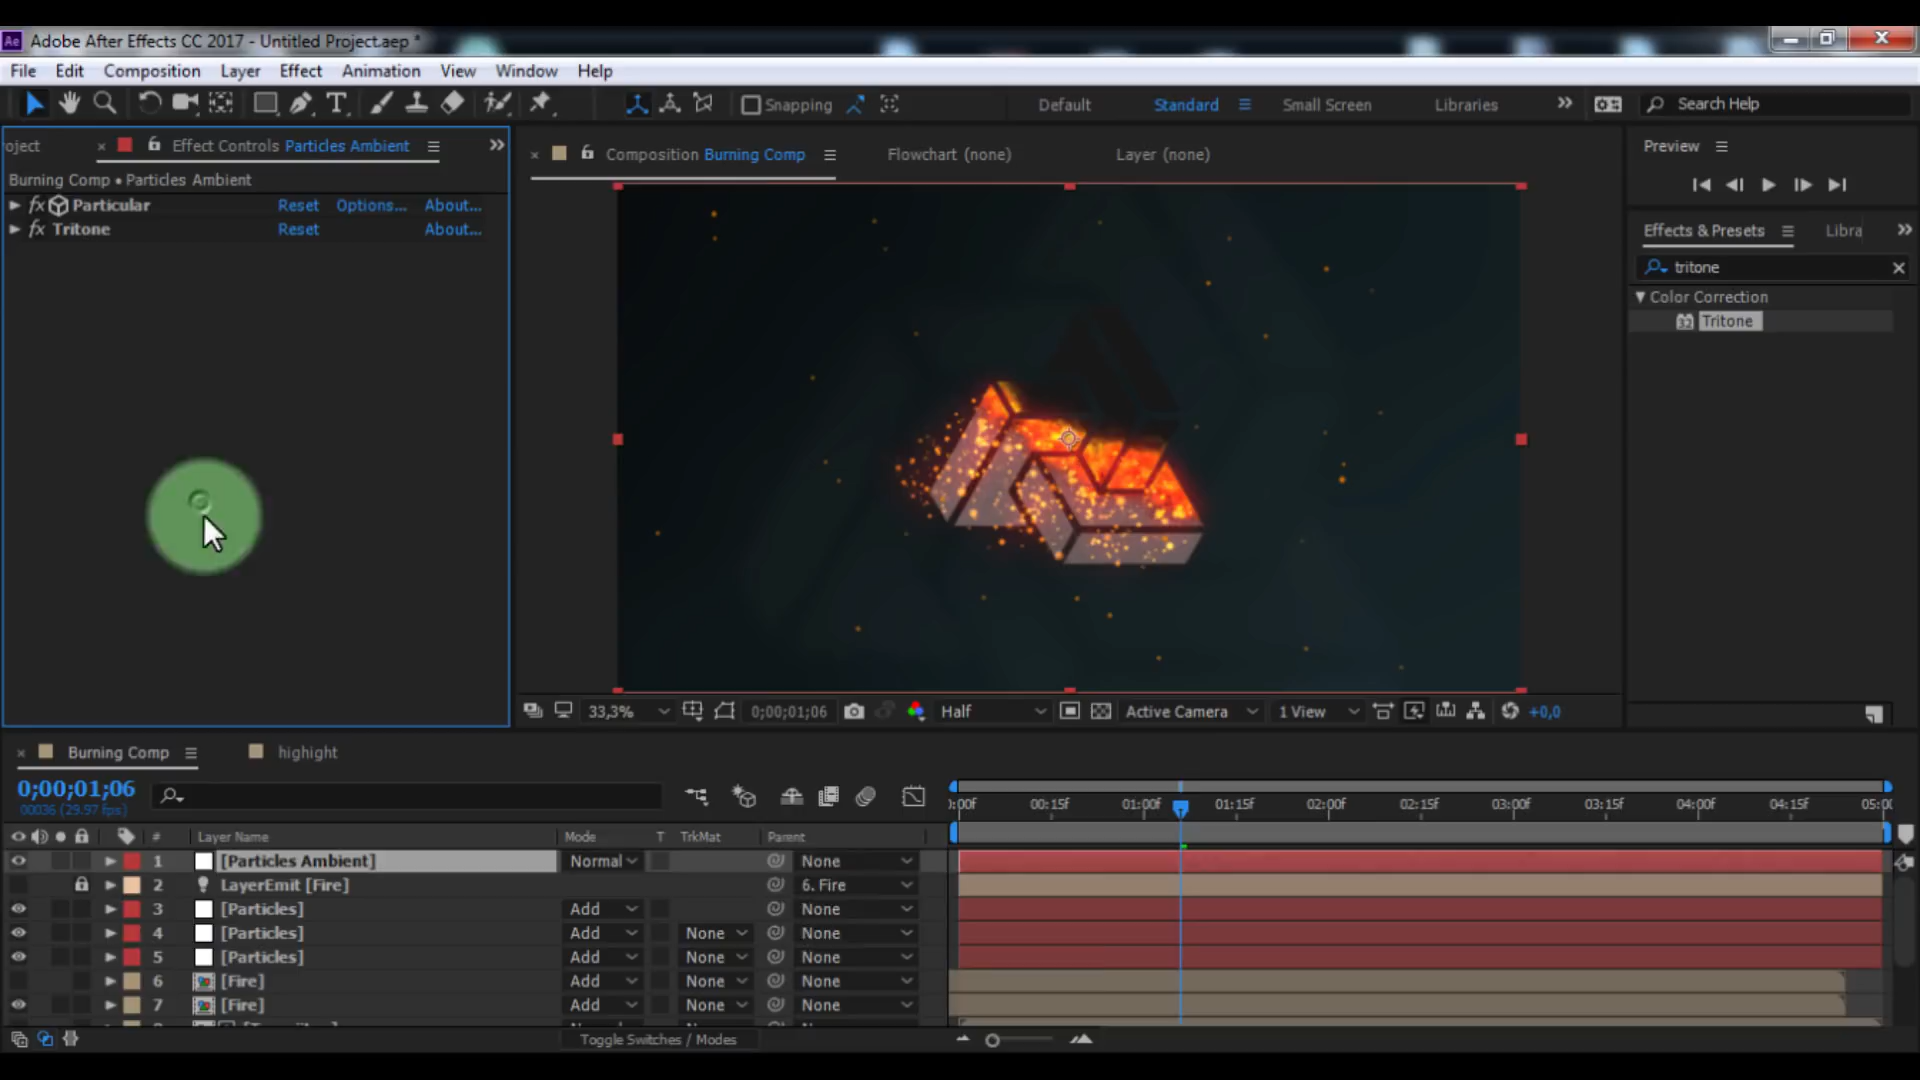 Ae Adobe After Effects CC 2017 - Untitled Project.aep *
File Edit Composition Layer Effect Animation View Window Help
Snapping Default Standard Small Screen Libraries Search Help
oject Effect Controls Particles Ambient
Burning Comp • Particles Ambient
fx Particular Reset Options... About...
fx Tritone Reset About...
Composition Burning Comp Flowchart (none) Layer (none)
33,3% 0;00;01;06 Half Active Camera 1 View +0,0
Preview
Effects & Presets Libra
tritone
Color Correction
32 Tritone
Burning Comp highight
0;00;01;06
00036 (29.97 fps)
:00f 00:15f 01:00f 01:15f 02:00f 02:15f 03:00f 03:15f 04:00f 04:15f 05:00
# Layer Name Mode T TrkMat Parent
1 [Particles Ambient] Normal None
2 LayerEmit [Fire] 6. Fire
3 [Particles] Add None
4 [Particles] Add None None
5 [Particles] Add None None
6 [Fire] Add None None
7 [Fire] Add None None
Toggle Switches / Modes